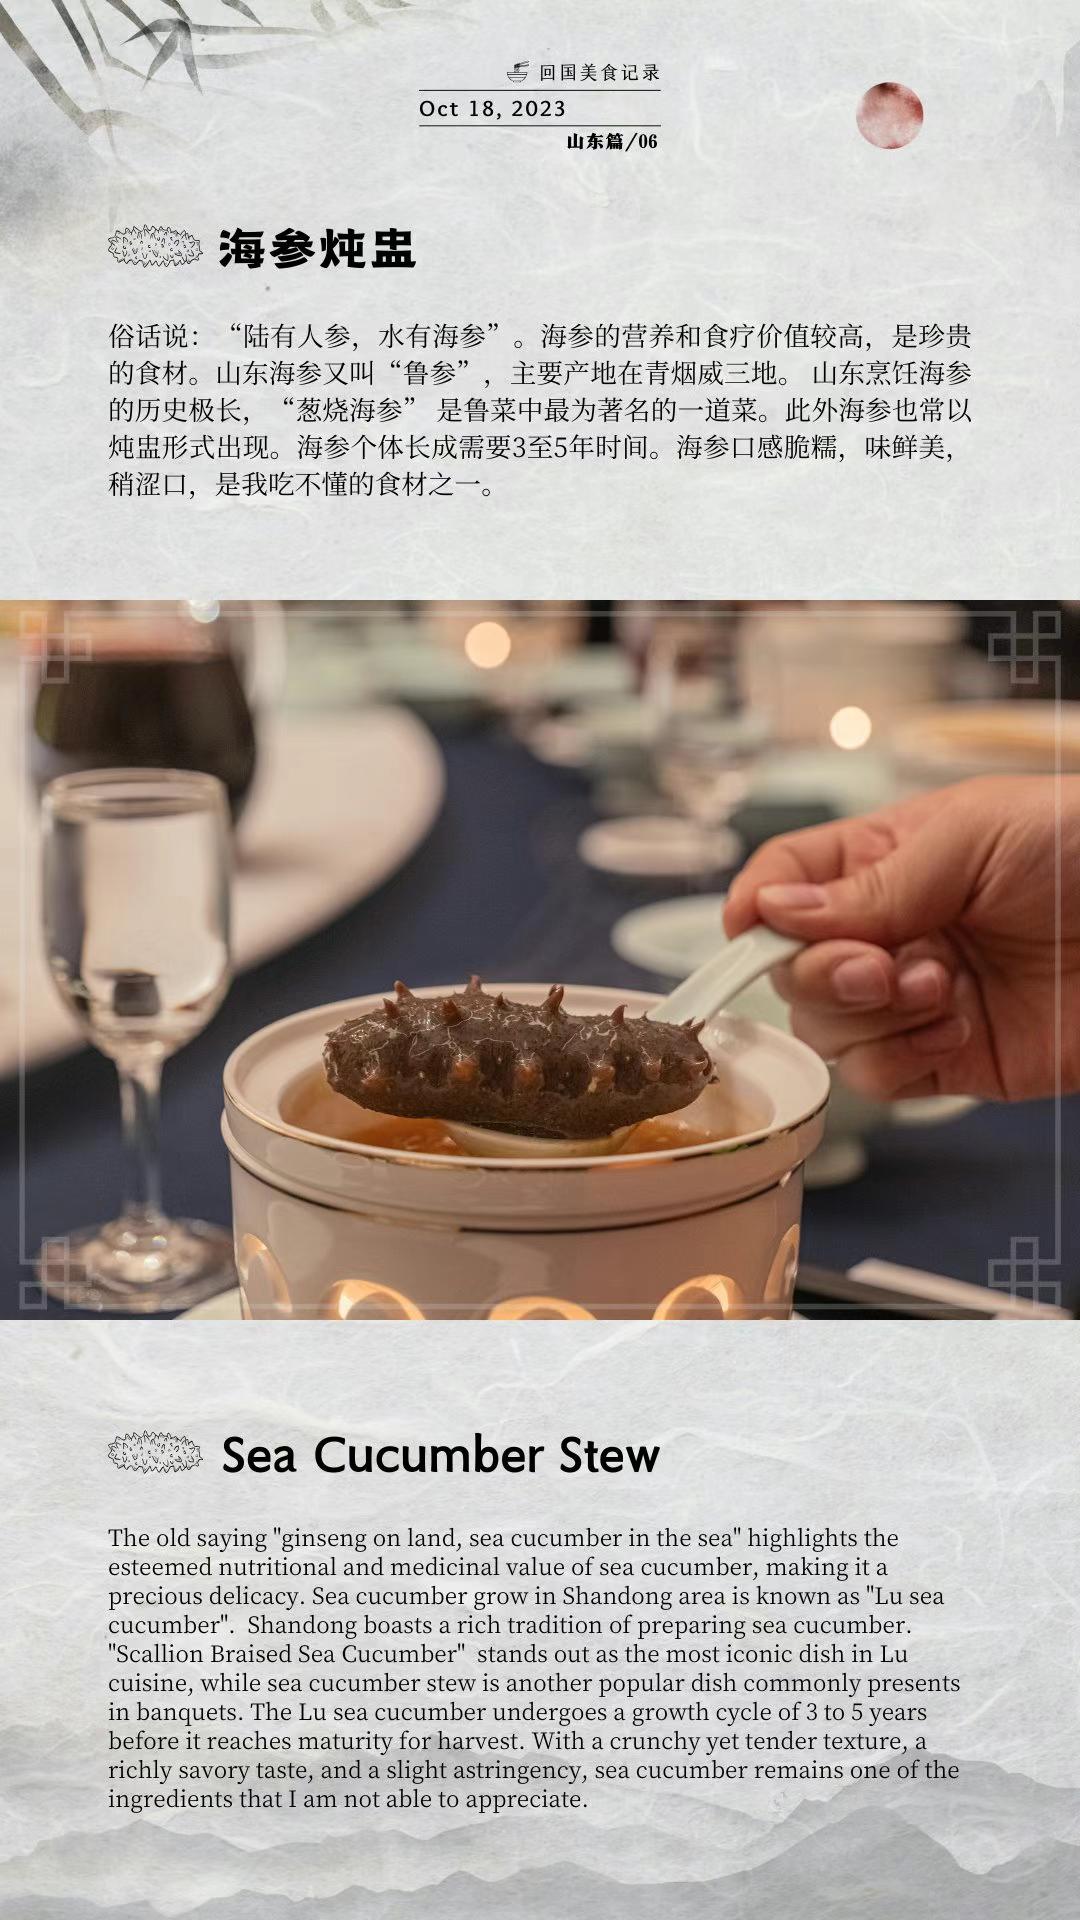 回国美食记录
Oct 18, 2023
山东篇/06
海参炖盅
俗话说：“陆有人参，水有海参”。海参的营养和食疗价值较高，是珍贵
的食材。山东海参又叫“鲁参”，主要产地在青烟威三地。 山东烹饪海参
的历史极长，“葱烧海参” 是鲁菜中最为著名的一道菜。此外海参也常以
炖盅形式出现。海参个体长成需要3至5年时间。海参口感脆糯，味鲜美，
稍涩口，是我吃不懂的食材之一。
Sea Cucumber Stew
The old saying "ginseng on land, sea cucumber in the sea" highlights the
esteemed nutritional and medicinal value of sea cucumber, making it a
precious delicacy. Sea cucumber grow in Shandong area is known as "Lu sea
cucumber".  Shandong boasts a rich tradition of preparing sea cucumber.
"Scallion Braised Sea Cucumber"  stands out as the most iconic dish in Lu
cuisine, while sea cucumber stew is another popular dish commonly presents
in banquets. The Lu sea cucumber undergoes a growth cycle of 3 to 5 years
before it reaches maturity for harvest. With a crunchy yet tender texture, a
richly savory taste, and a slight astringency, sea cucumber remains one of the
ingredients that I am not able to appreciate.